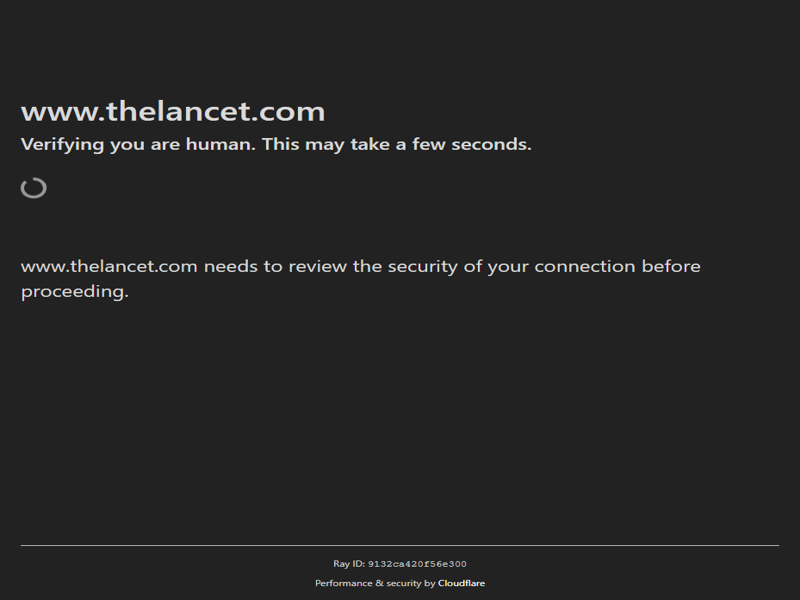 www.thelancet.com
Verifying you are human. This may take a few seconds.
www.thelancet.com needs to review the security of your connection before
proceeding.
Ray ID: 9132ca420f56e300
Performance & security by Cloudflare